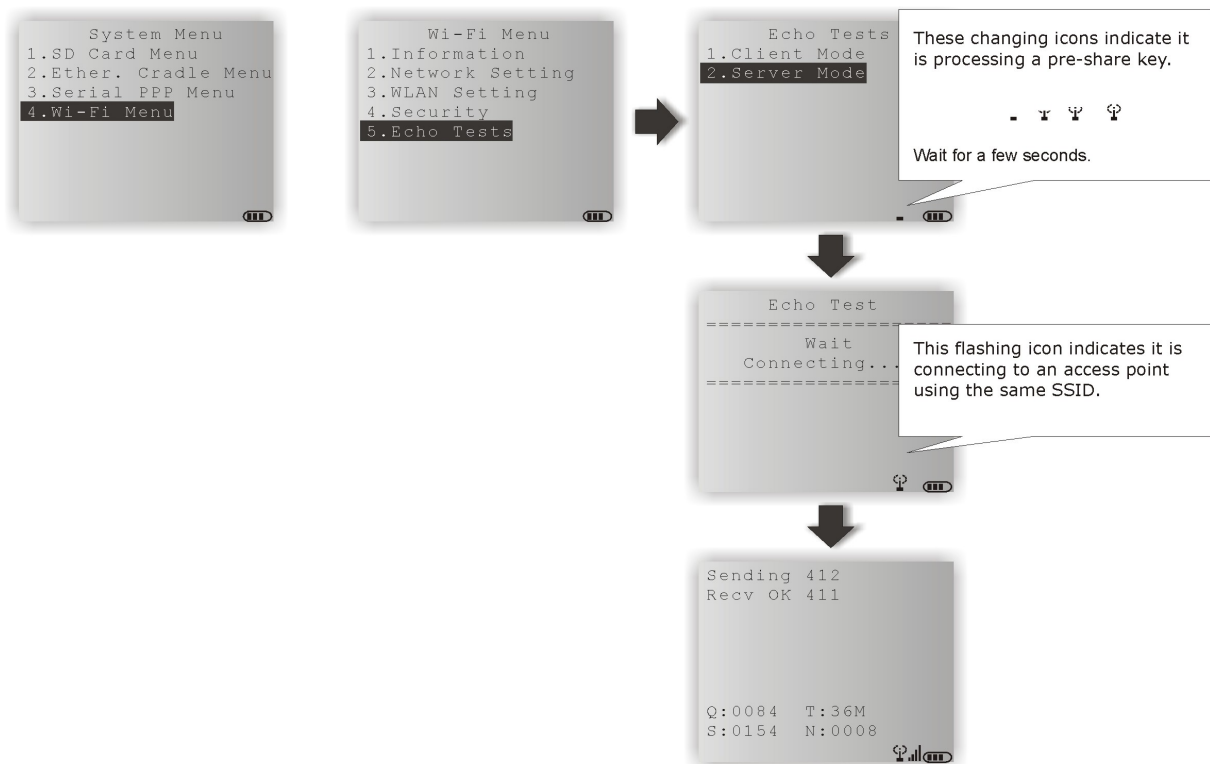 System Menu
1.SD Card Menu
3.Ether. Cradle Menu
3.Serial PPP Menu
4.Wi-Fi Menu
Wi-Fi Menu
1.Information
2.Network Setting
3.WLAN Setting
4.Security
5.Echo Tests
Echo Tests
1.Client Mode
2.Server Mode
These changing icons indicate it
is processing a pre-share key.
Wait for a few seconds.
Echo Test
====================
Wait
Connecting...
====================
This flashing icon indicates it is
connecting to an access point
using the same SSID.
Sending 412
Recv OK 411
Q:0084 T:36M
S:0154 N:0008